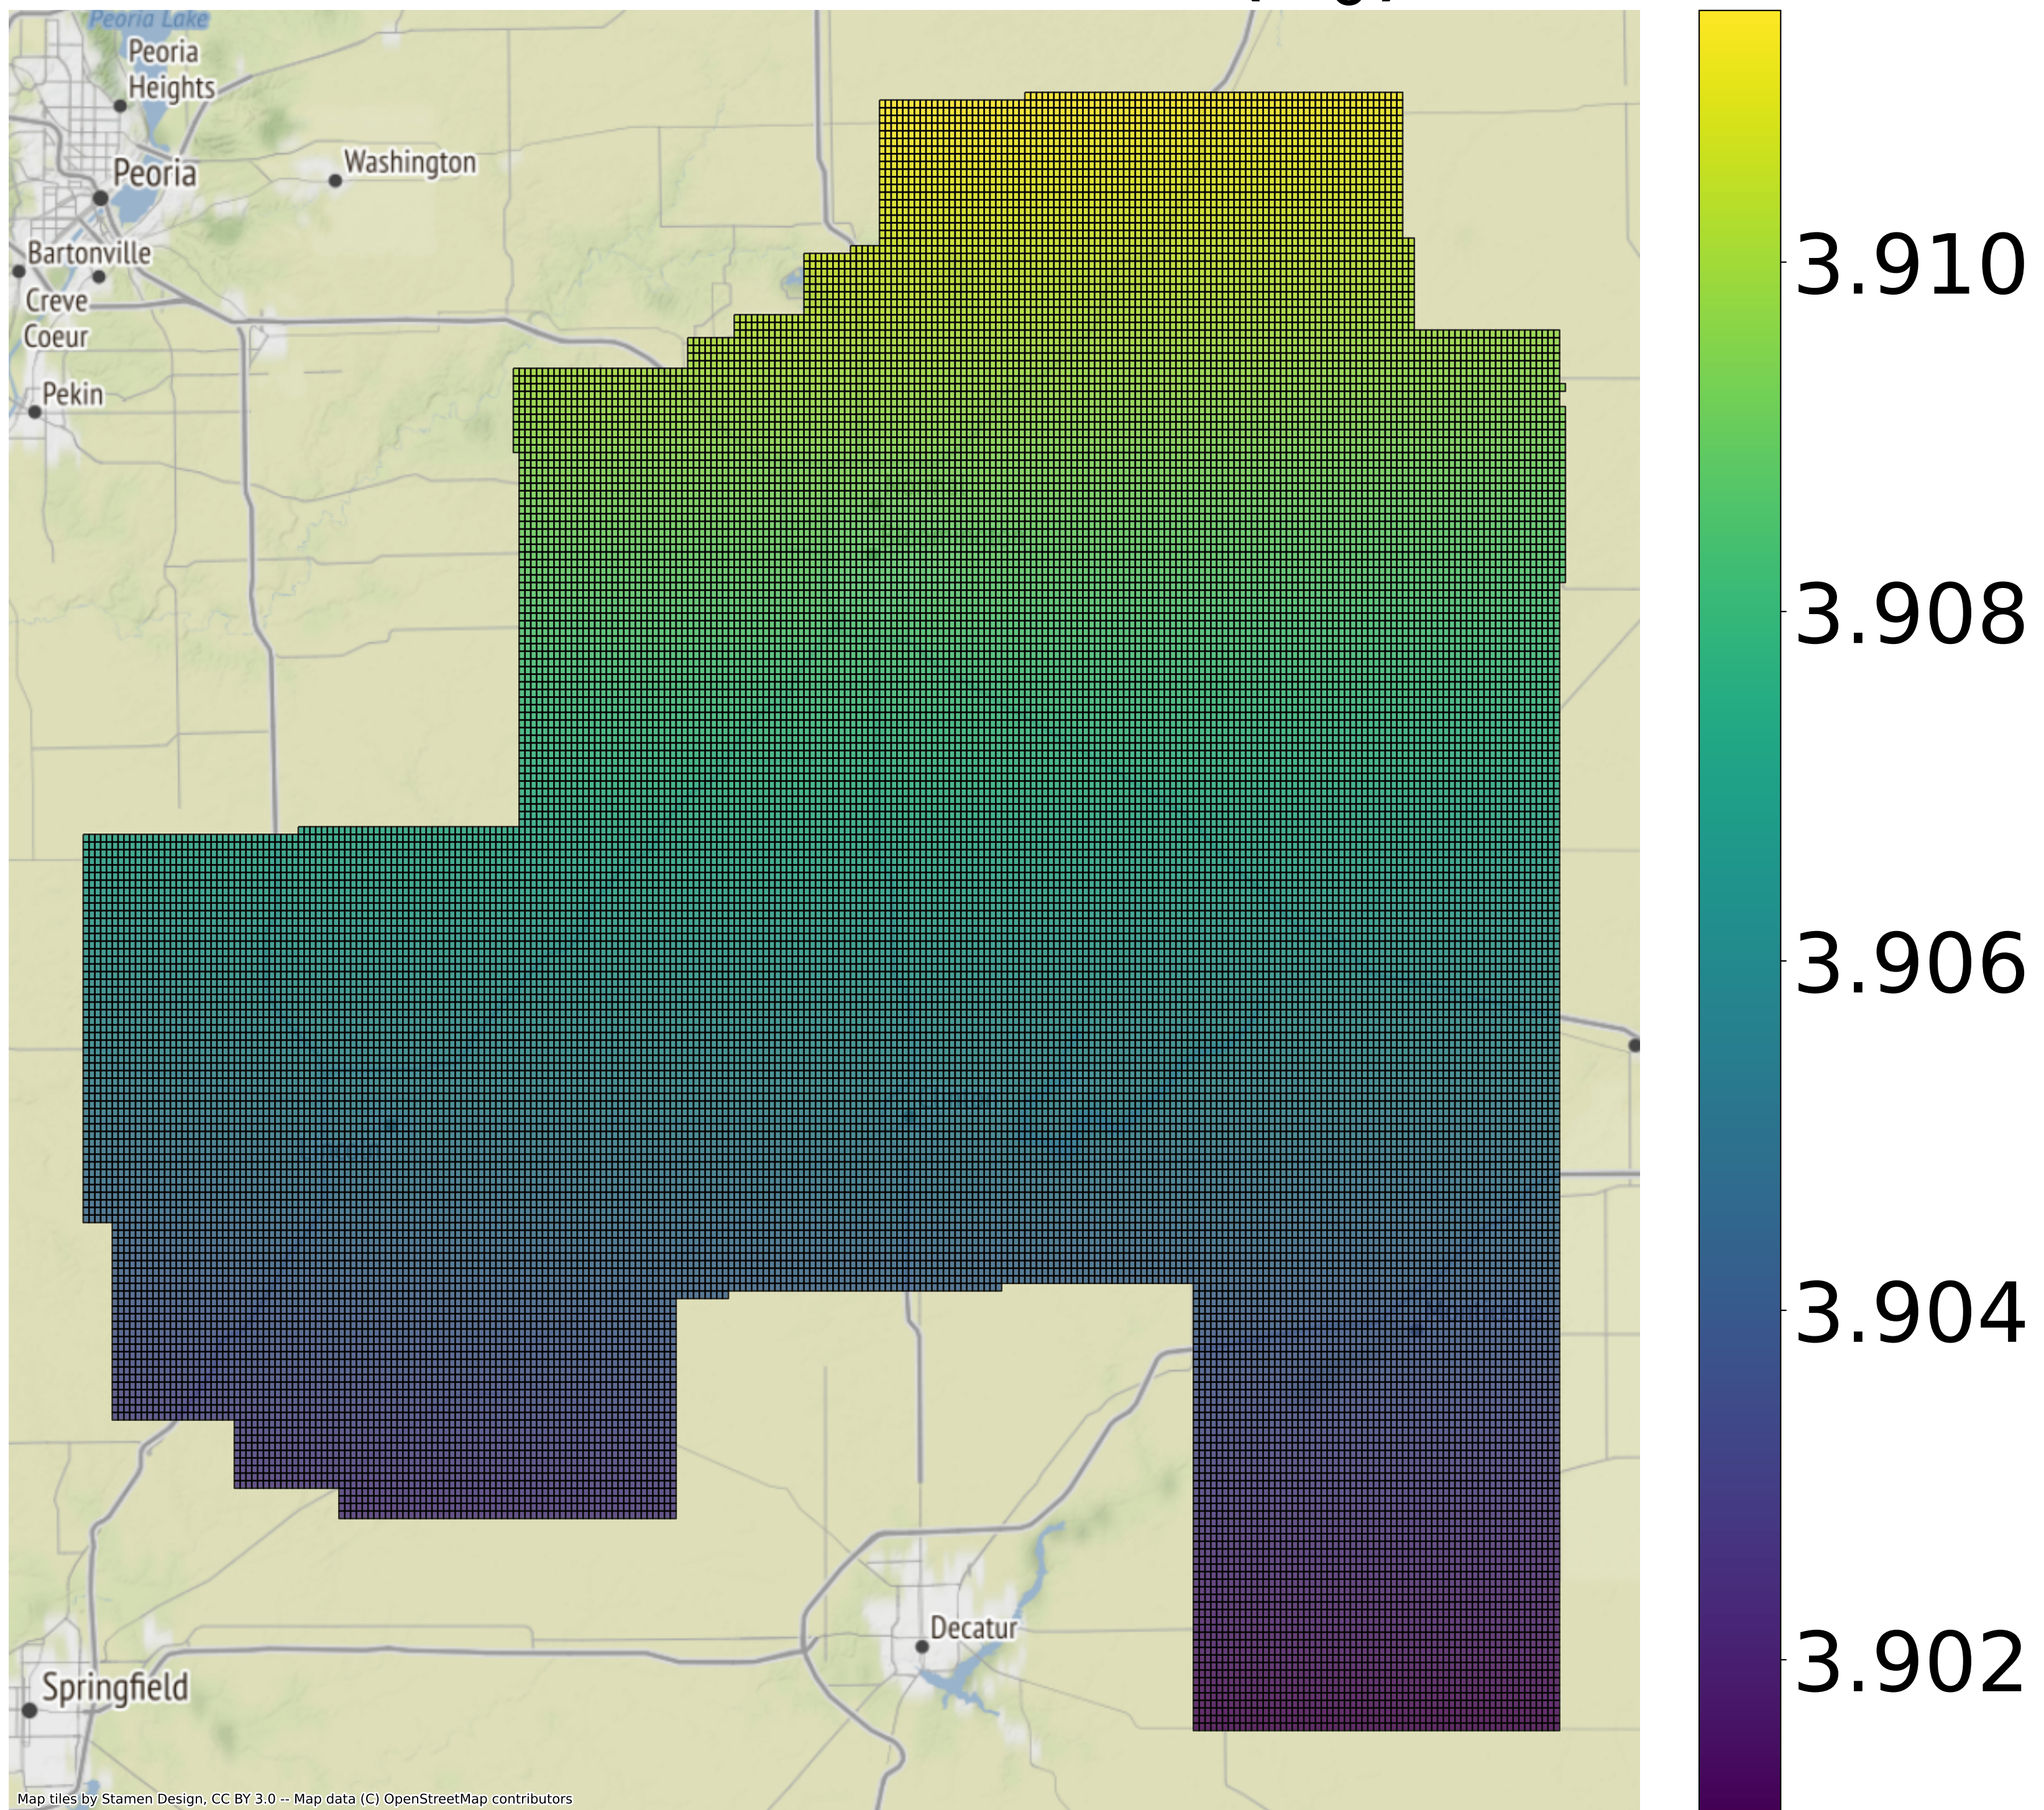 Peoria Lake
Peoria
Heights
Peoria
Washington
Bartonville
Creve
Coeur
Pekin
Decatur
Springfield
Map tiles by Stamen Design, CC BY 3.0 -- Map data (C) OpenStreetMap contributors
3.910
3.908
3.906
3.904
3.902